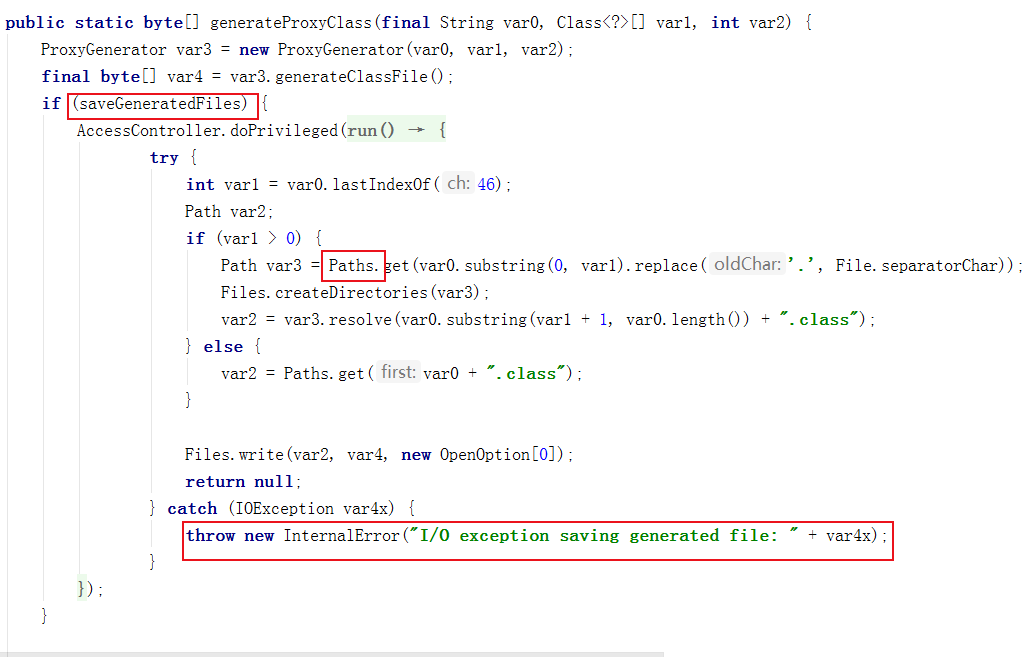 public static byte[] generateProxyClass(final String var0, Class<?>[] var1, int var2) {
ProxyGenerator var3 = new ProxyGenerator(var0, var1, var2);
final byte[] var4 = var3.generateClassFile();
if (saveGeneratedFiles) {
AccessController.doPrivileged(run() → {
try {
int var1 = var0.lastIndexOf( ch: 46);
Path var2;
if (var1 > 0) {
Path var3 = Paths.get(var0.substring(0, var1).replace( oldChar: '.', File.separatorChar));
Files.createDirectories(var3);
var2 = var3.resolve(var0.substring(var1 + 1, var0.length()) + ".class");
} else {
var2 = Paths.get( first: var0 + ".class");
}
Files.write(var2, var4, new OpenOption[0]);
return null;
} catch (IOException var4x) {
throw new InternalError("I/O exception saving generated file: " + var4x);
}
});
}